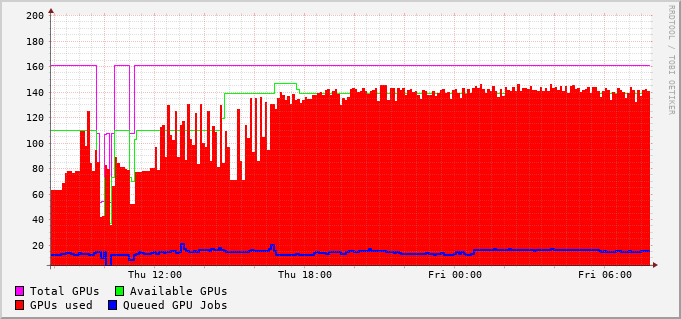 200
180
160
140
120
100
80
60
40
20
Thu 12:00 Thu 18:00 Fri 00:00 Fri 06:00
Total GPUs Available GPUs
GPUs used Queued GPU Jobs
RRDTOOL / TOBI OETIKER